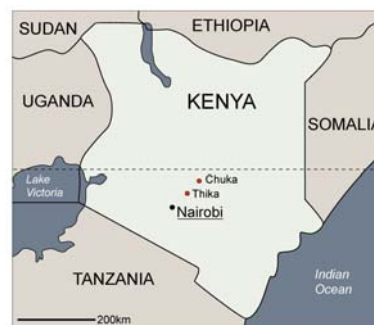 SUDAN
ETHIOPIA
UGANDA
KENYA
SOMALIA
Lake
Victoria
Chuka
Thika
Nairobi
TANZANIA
Indian
Ocean
200km